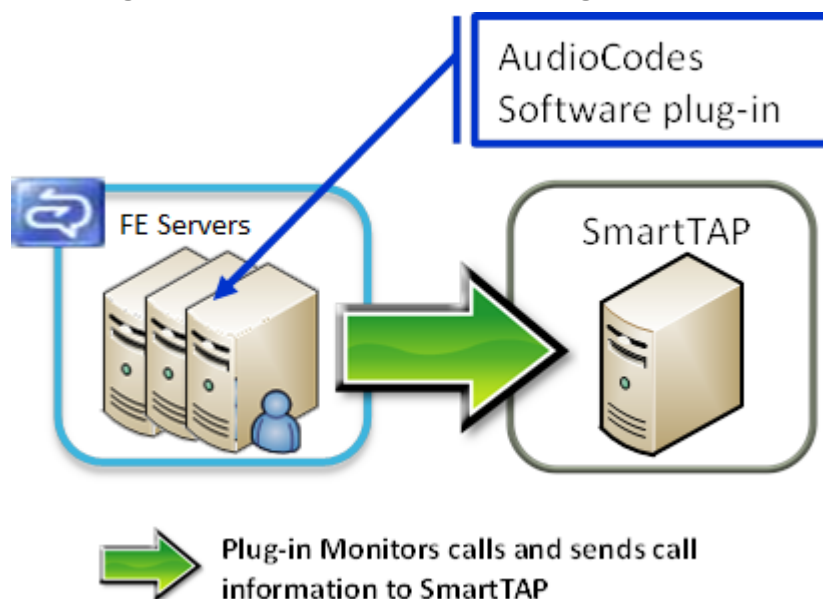 AudioCodes
Software plug-in
FE Servers
SmartTAP
Plug-in Monitors calls and sends call
information to SmartTAP